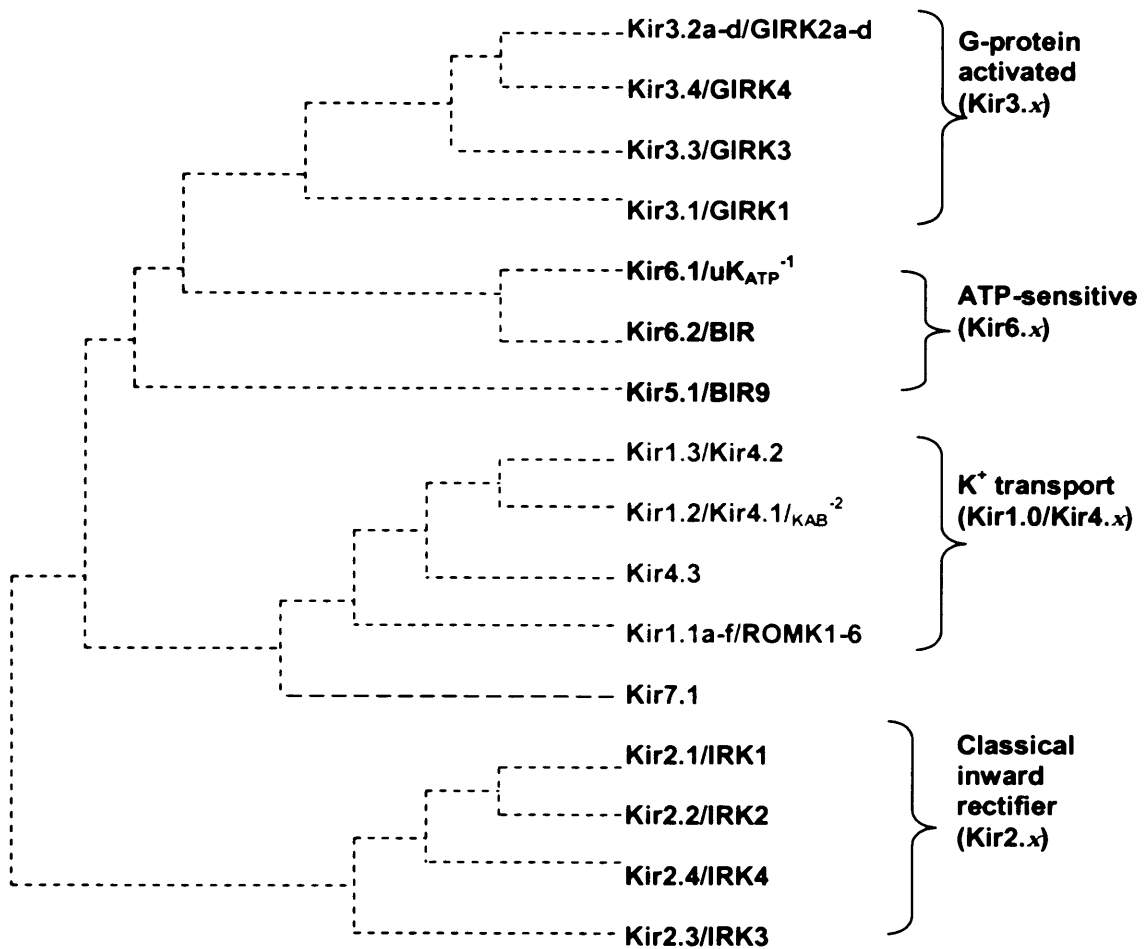 Kir3.2a-d/GIRK2a-d
Kir3.4/GIRK4
Kir3.3/GIRK3
Kir3.1/GIRK1
G-protein
activated
(Kir3.x)
Kir6.1/uK_ATP^-1
Kir6.2/BIR
Kir5.1/BIR9
ATP-sensitive
(Kir6.x)
Kir1.3/Kir4.2
Kir1.2/Kir4.1/_KAB^-2
Kir4.3
Kir1.1a-f/ROMK1-6
K^+ transport
(Kir1.0/Kir4.x)
Kir7.1
Kir2.1/IRK1
Kir2.2/IRK2
Kir2.4/IRK4
Kir2.3/IRK3
Classical
inward
rectifier
(Kir2.x)